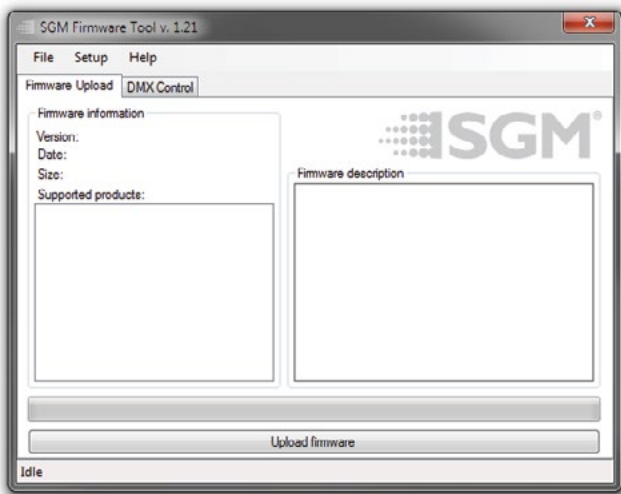 SGM Firmware Tool v. 1.21
File Setup Help
Firmware Upload DMX Control
Firmware information
Version:
Date:
Size:
Supported products:
SGM®
Firmware description
Upload firmware
Idle